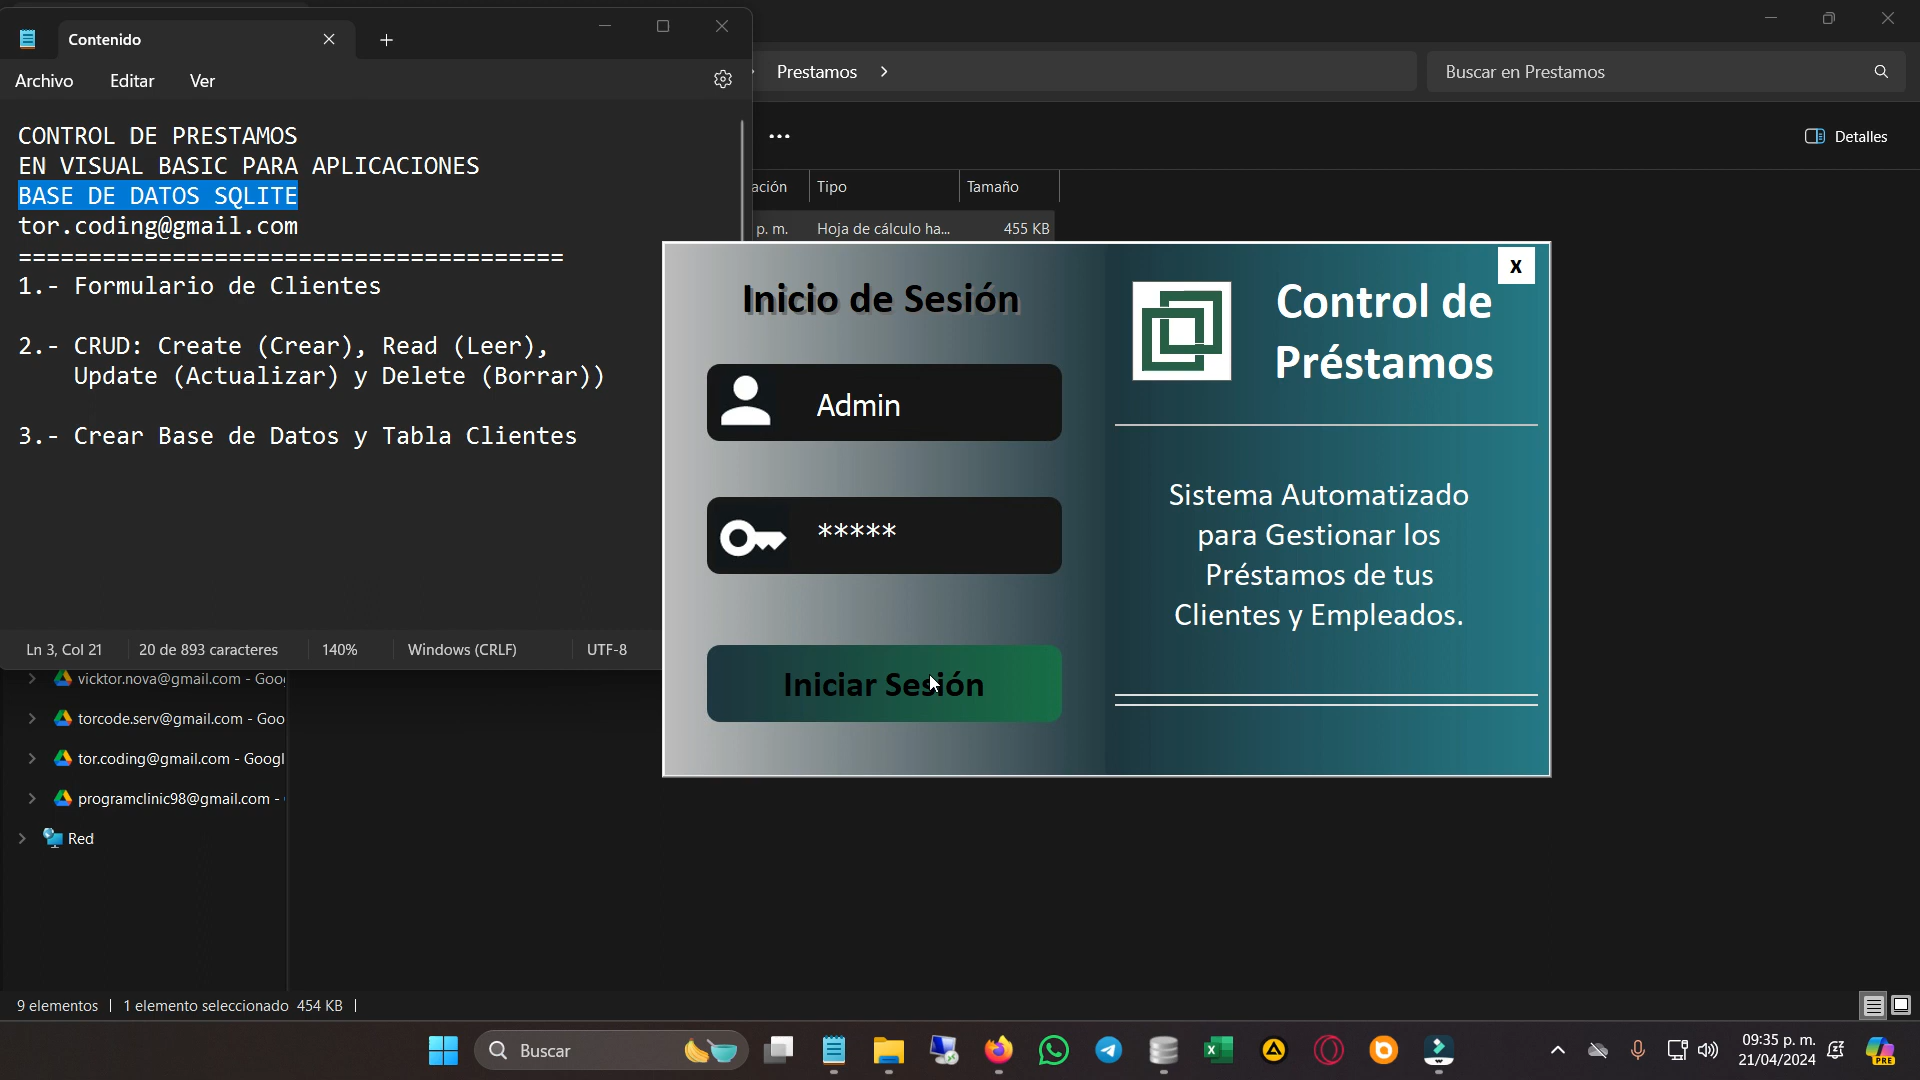 Contenido
Archivo Editar Ver
CONTROL DE PRESTAMOS
EN VISUAL BASIC PARA APLICACIONES
BASE DE DATOS SQLITE
tor.coding@gmail.com
=======================================
1.- Formulario de Clientes
2.- CRUD: Create (Crear), Read (Leer),
Update (Actualizar) y Delete (Borrar))
3.- Crear Base de Datos y Tabla Clientes
Ln 3, Col 21 20 de 893 caracteres 140% Windows (CRLF) UTF-8
Prestamos
Buscar en Prestamos
Detalles
ación Tipo Tamaño
p. m. Hoja de cálculo ha... 455 KB
Inicio de Sesión
Admin
*****
Iniciar Sesión
X
Control de
Préstamos
Sistema Automatizado
para Gestionar los
Préstamos de tus
Clientes y Empleados.
vicktor.nova@gmail.com - Goo
torcode.serv@gmail.com - Goo
tor.coding@gmail.com - Googl
programclinic98@gmail.com -
Red
9 elementos 1 elemento seleccionado 454 KB
Buscar
09:35 p. m.
21/04/2024
PRE